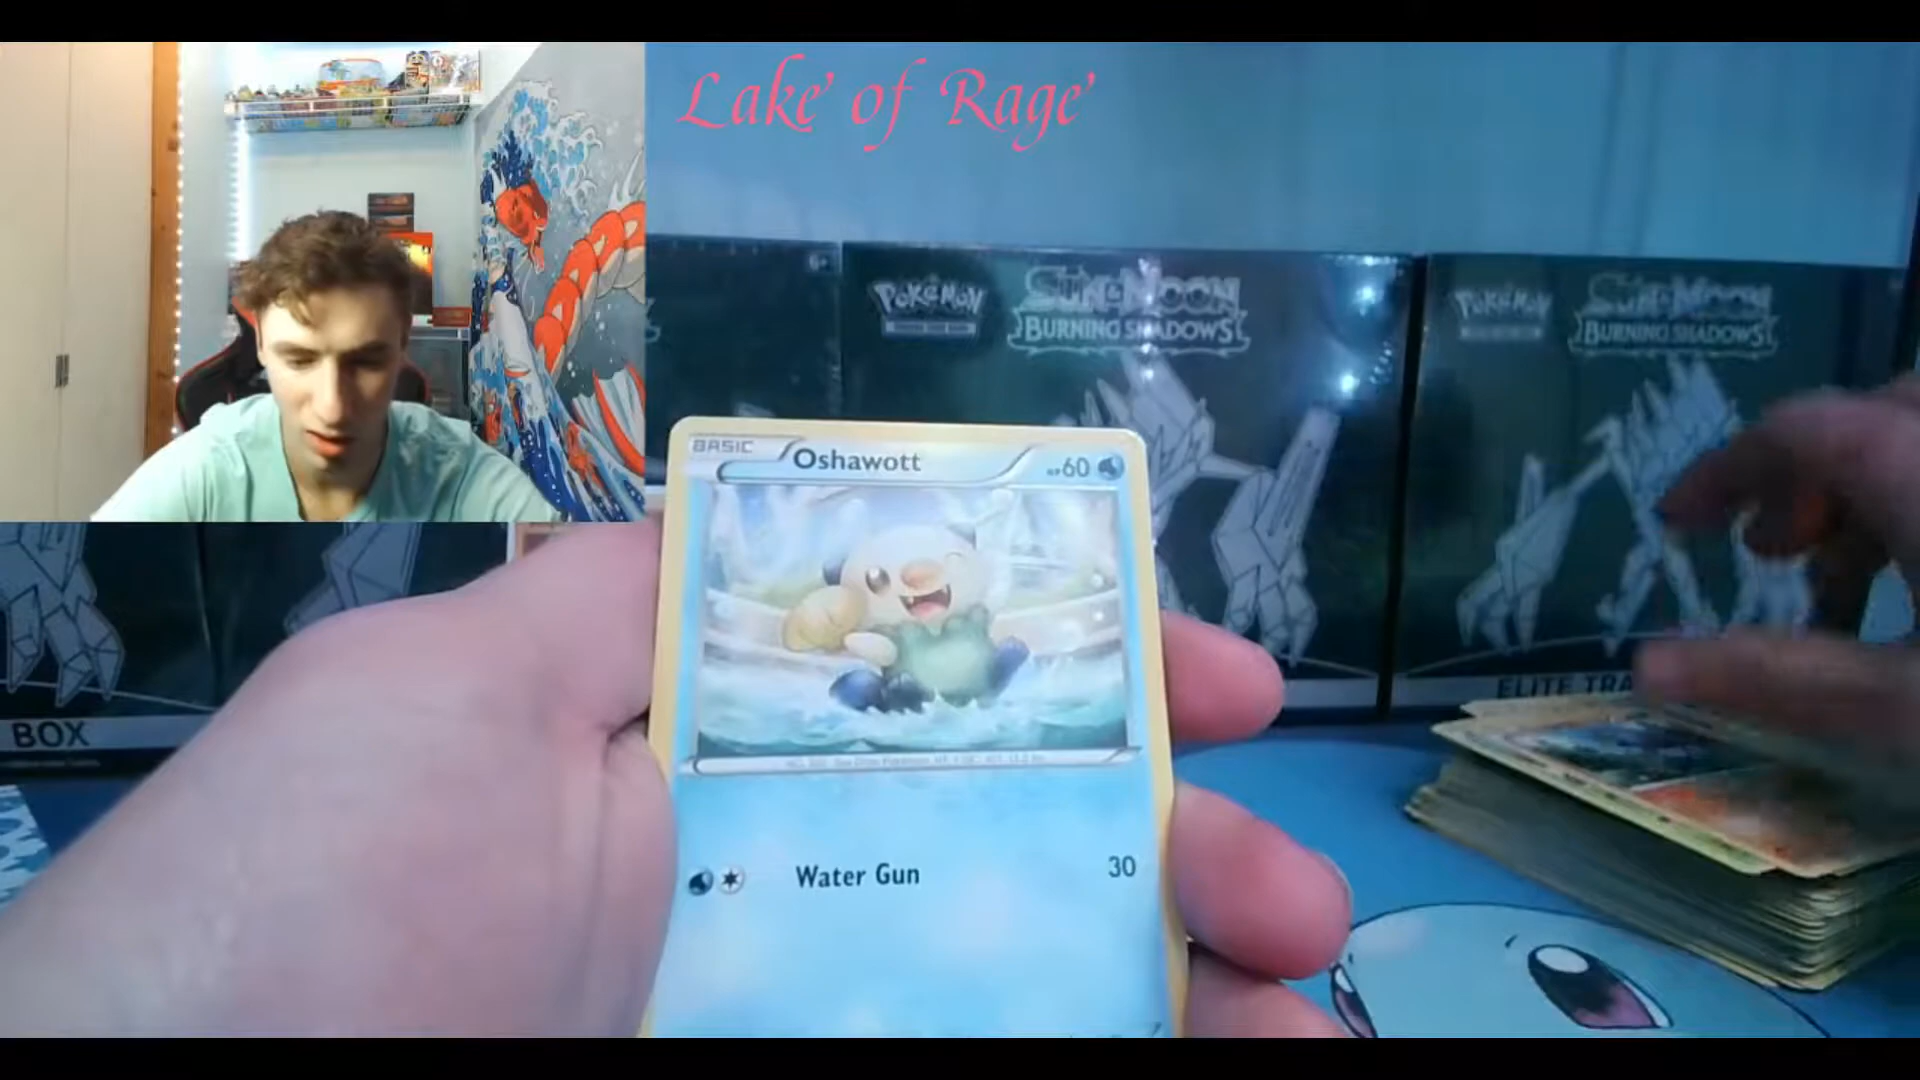 Lake' of Rage'
POKéMON
SUN & MOON
BURNING SHADOWS
POKéMON
SUN & MOON
BURNING SHADOWS
BASIC
Oshawott
HP60
ELITE TRA
BOX
Water Gun
30